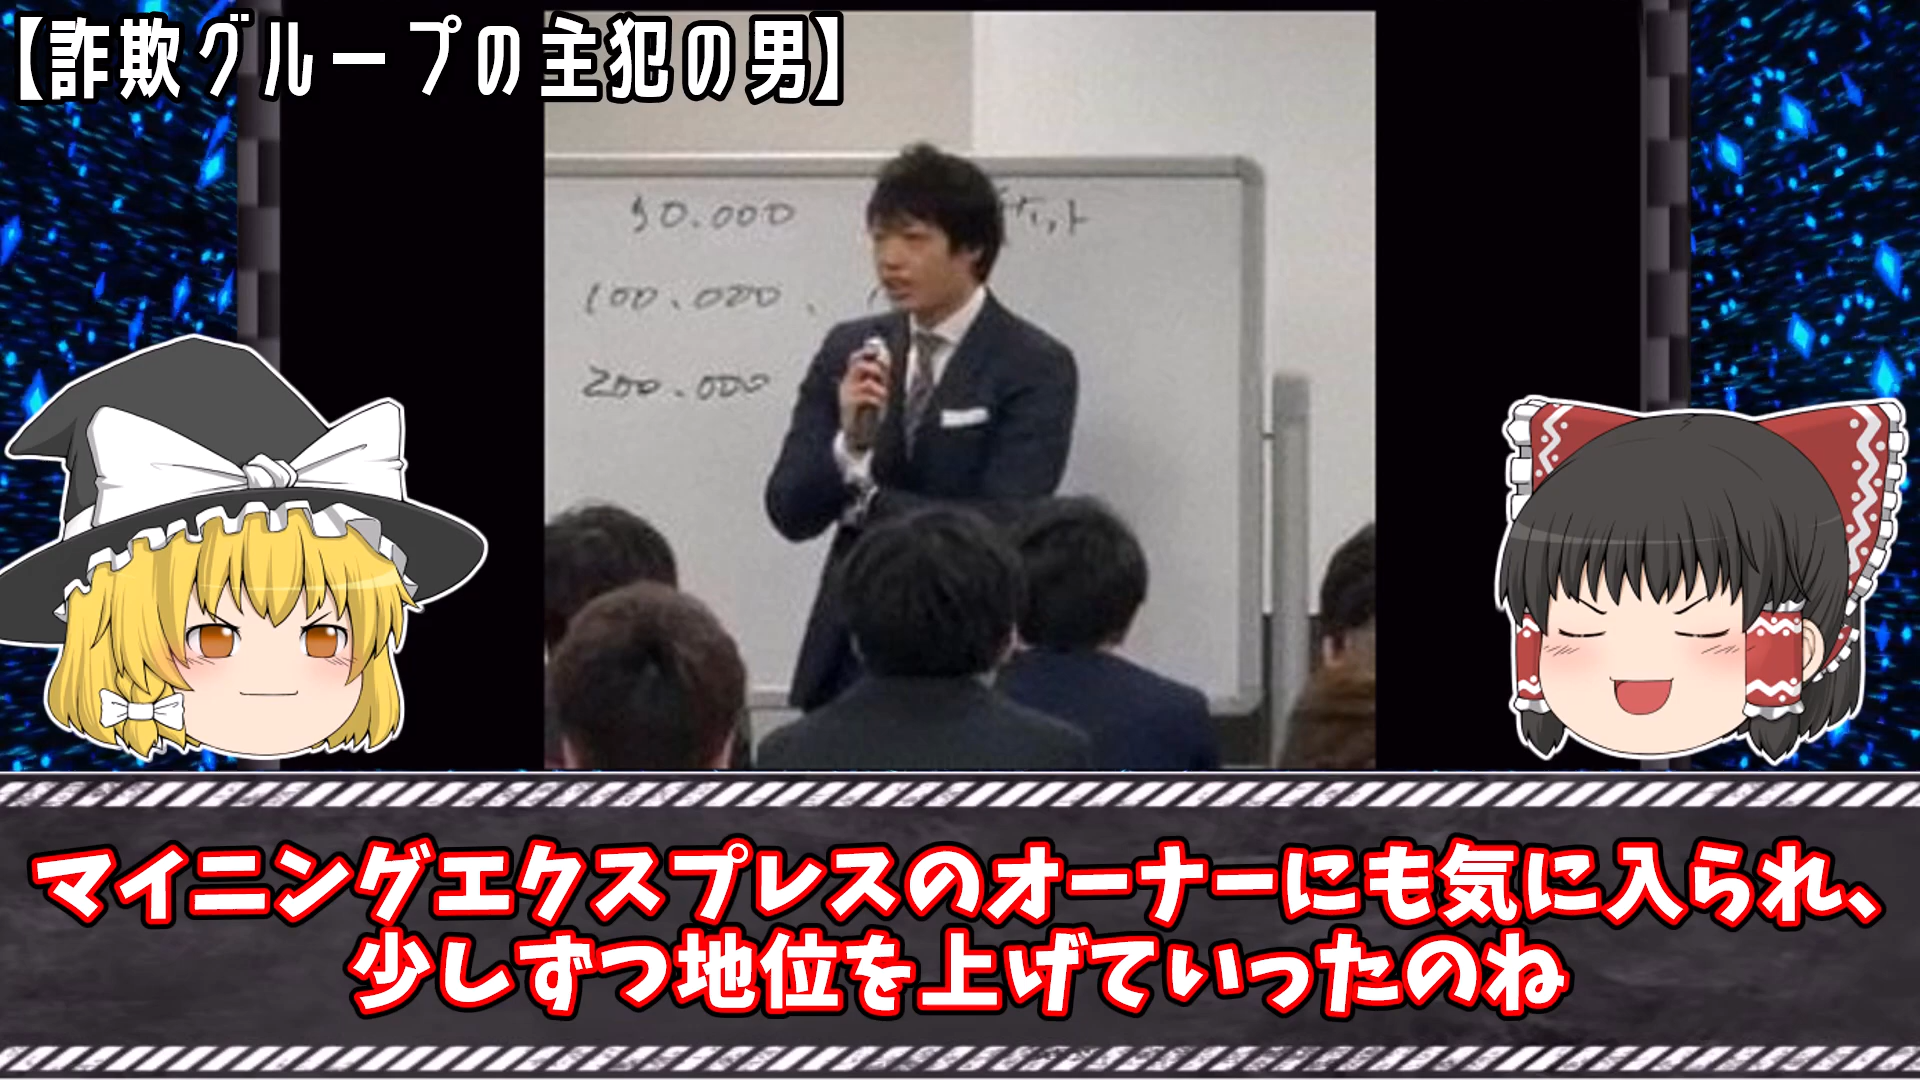 【詐欺グループの主犯の男】
50.000
100.000
200.000
マイニングエクスプレスのオーナーにも気に入られ、
少しずつ地位を上げていったのね